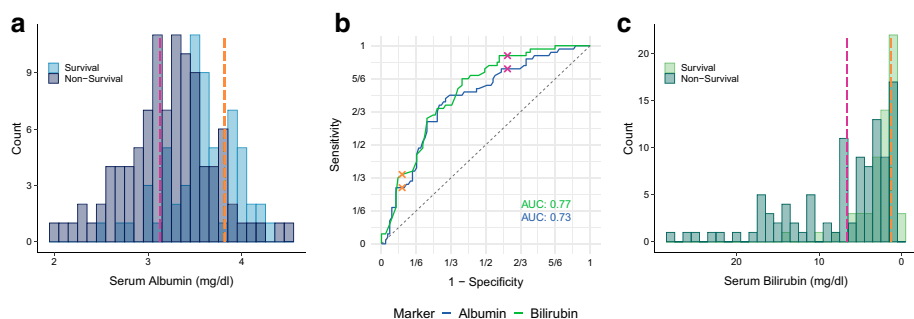 a
Survival
Non−Survival
Count
9
6
3
0
2
3
4
Serum Albumin (mg/dl)
b
Sensitivity
1
5/6
2/3
1/2
1/3
1/6
0
AUC: 0.77
AUC: 0.73
0
1/6
1/3
1/2
2/3
5/6
1
1 − Specificity
Marker Albumin Bilirubin
c
Survival
Non−Survival
Count
20
15
10
5
0
20
10
0
Serum Bilirubin (mg/dl)